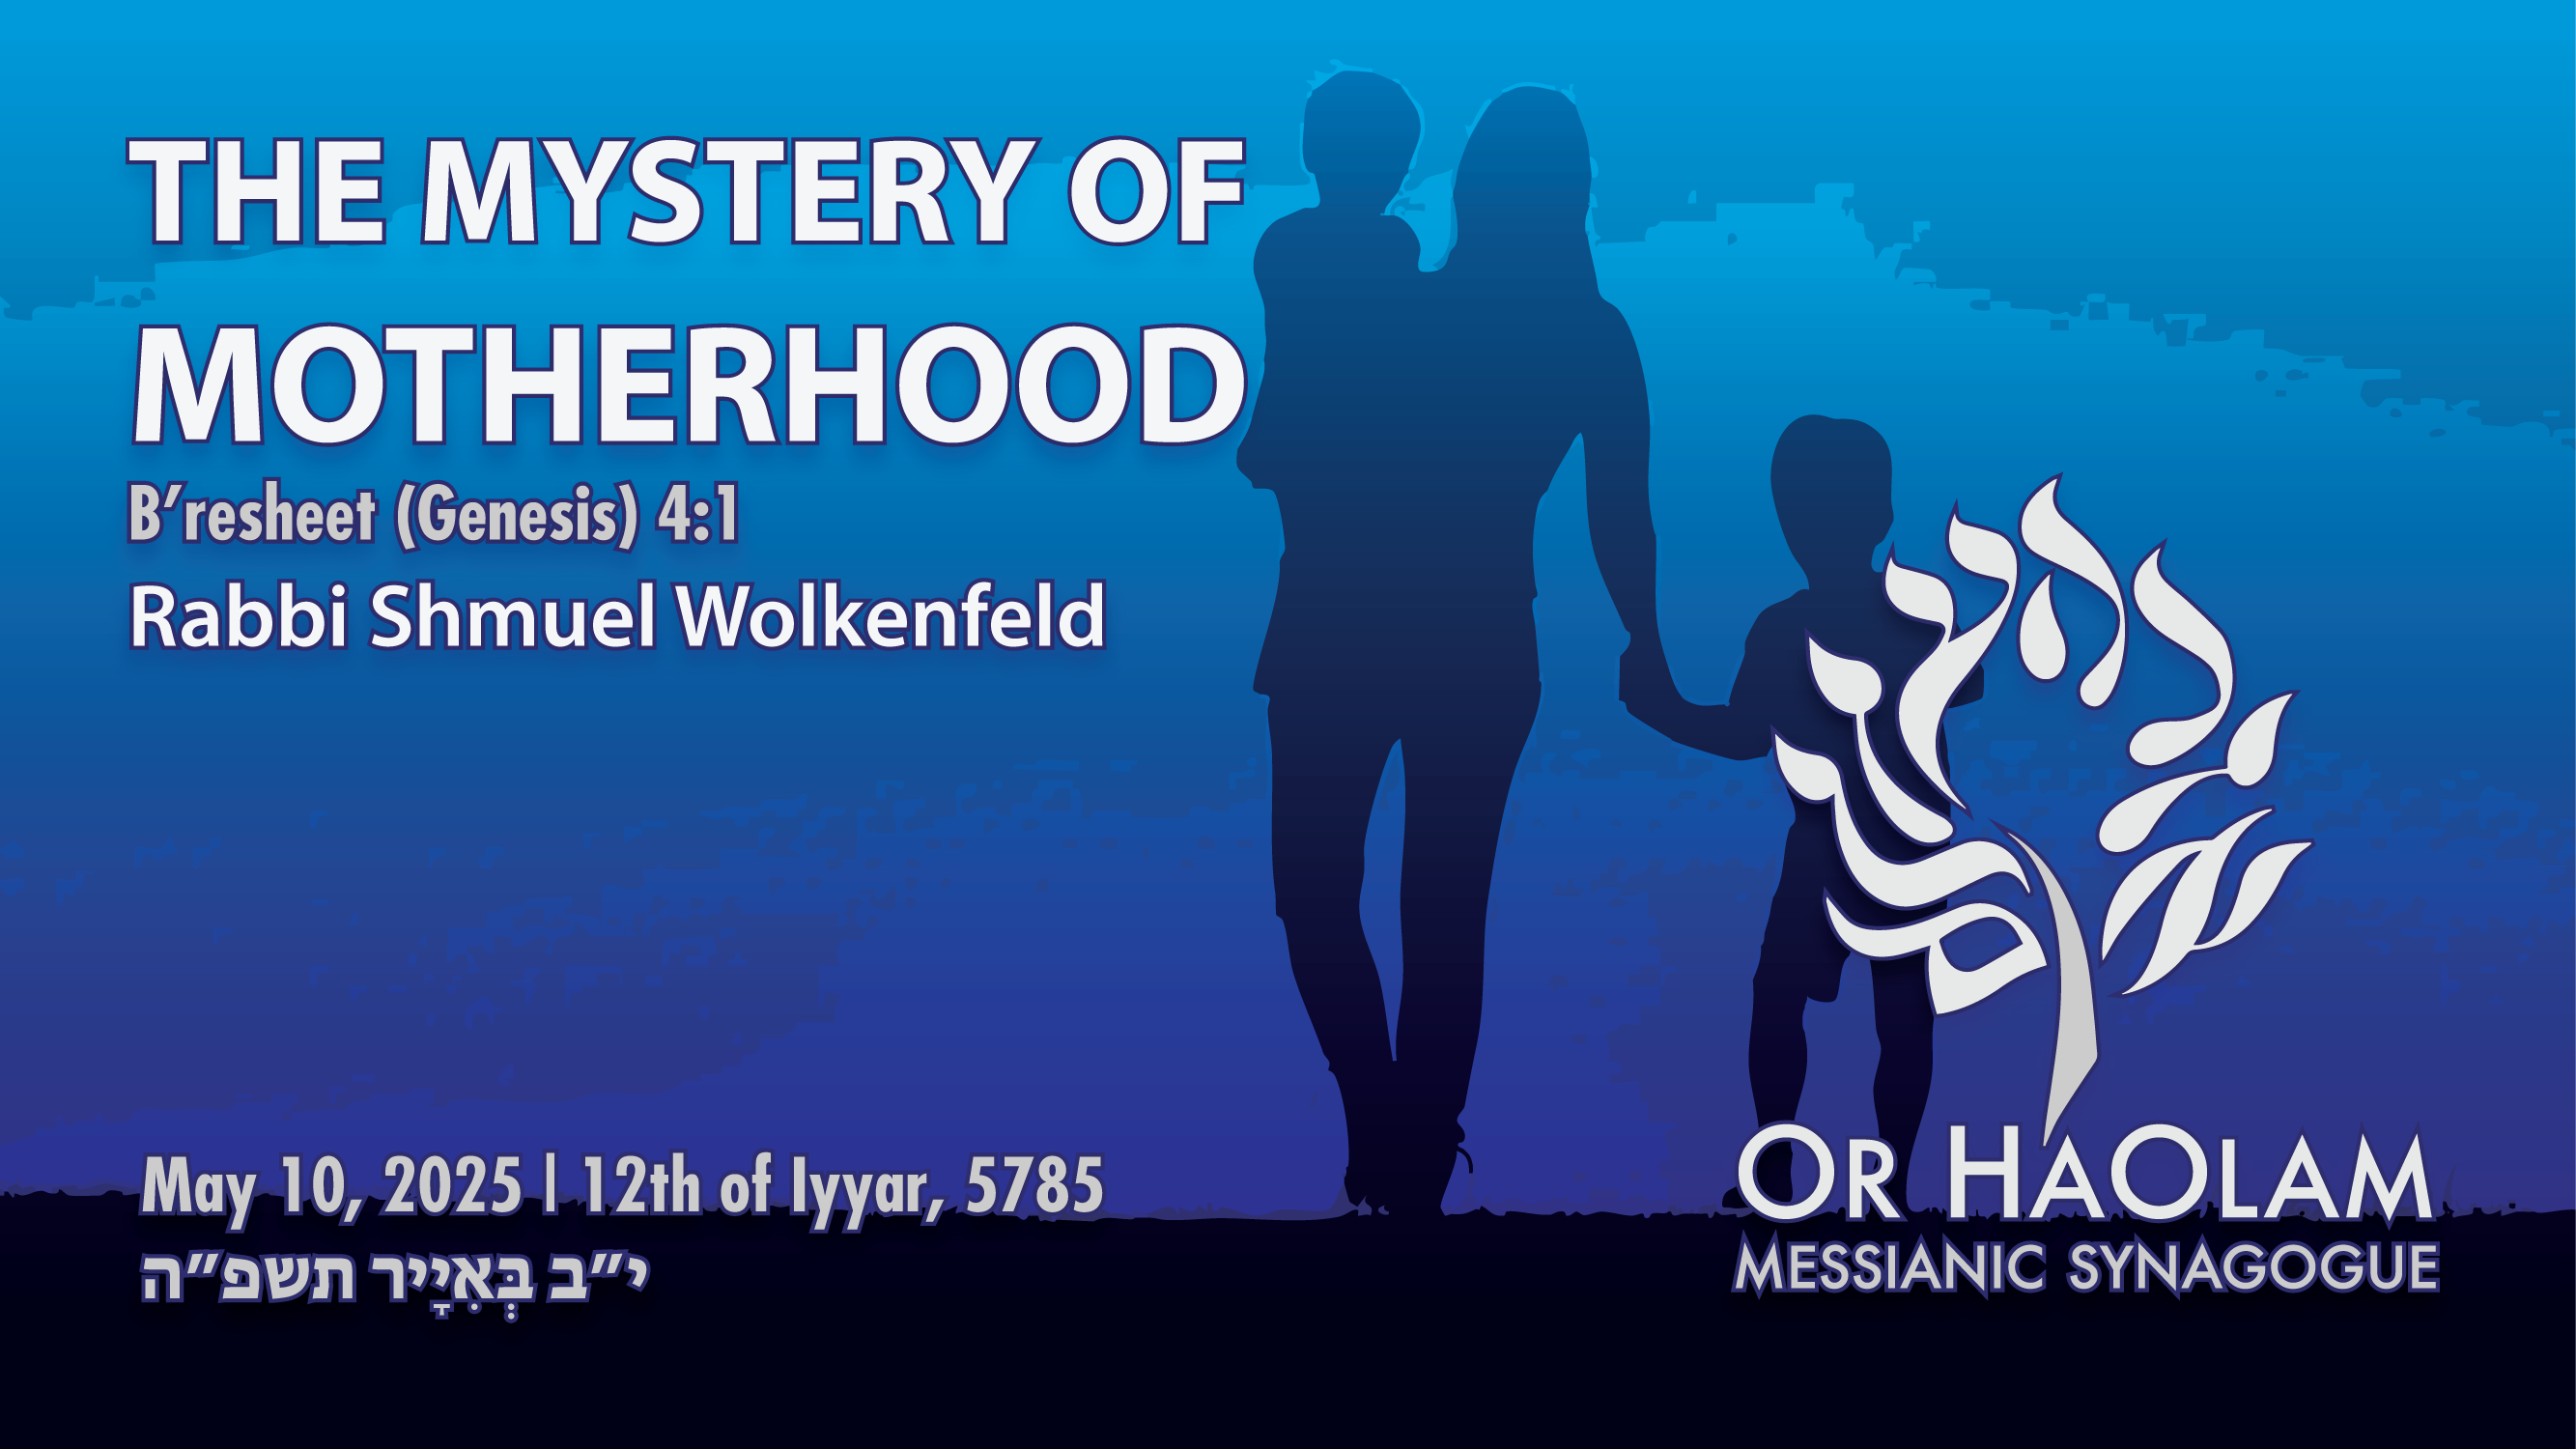 THE MYSTERY OF
MOTHERHOOD
B’resheet (Genesis) 4:1
Rabbi Shmuel Wolkenfeld
May 10, 2025 | 12th of Iyyar, 5785
י״ב בְּאִיָּיר תשפ״ה
OR HAOLAM
MESSIANIC SYNAGOGUE